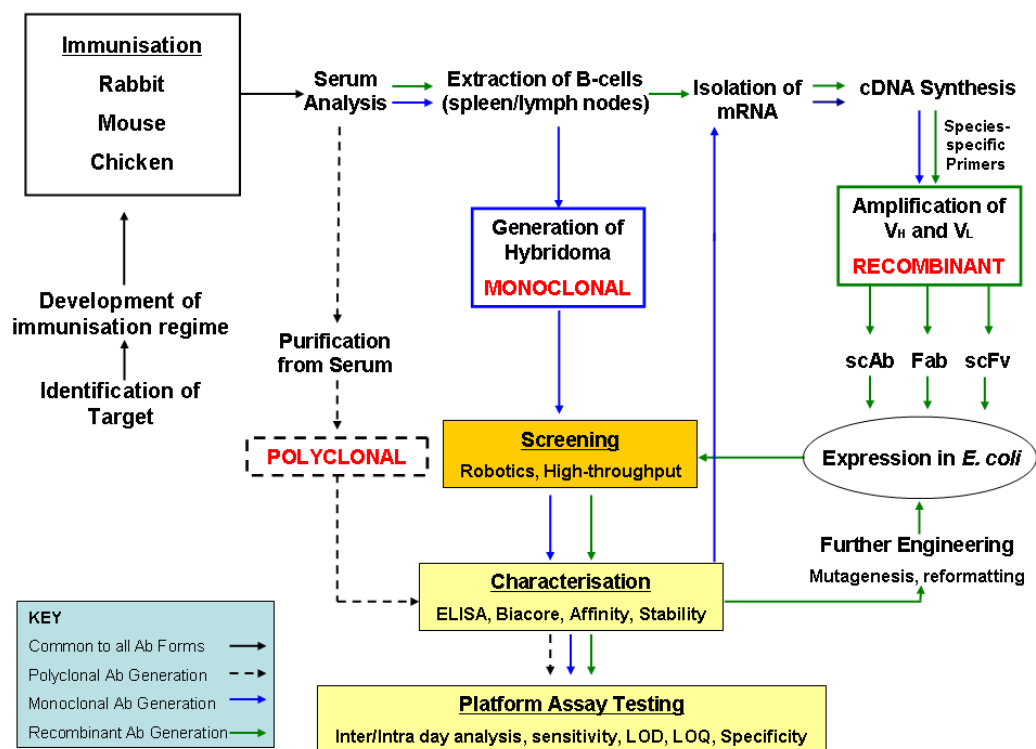 Immunisation
Rabbit
Mouse
Chicken
Serum
Analysis
Extraction of B-cells
(spleen/lymph nodes)
Isolation of
mRNA
cDNA Synthesis
Species-
specific
Primers
Generation of
Hybridoma
MONOCLONAL
Amplification of
VH and VL
RECOMBINANT
Development of
immunisation regime
Identification of
Target
Purification
from Serum
POLYCLONAL
scAb
Fab
scFv
Screening
Robotics, High-throughput
Expression in E. coli
Further Engineering
Mutagenesis, reformatting
Characterisation
ELISA, Biacore, Affinity, Stability
Platform Assay Testing
Inter/Intra day analysis, sensitivity, LOD, LOQ, Specificity
KEY
Common to all Ab Forms
Polyclonal Ab Generation
Monoclonal Ab Generation
Recombinant Ab Generation